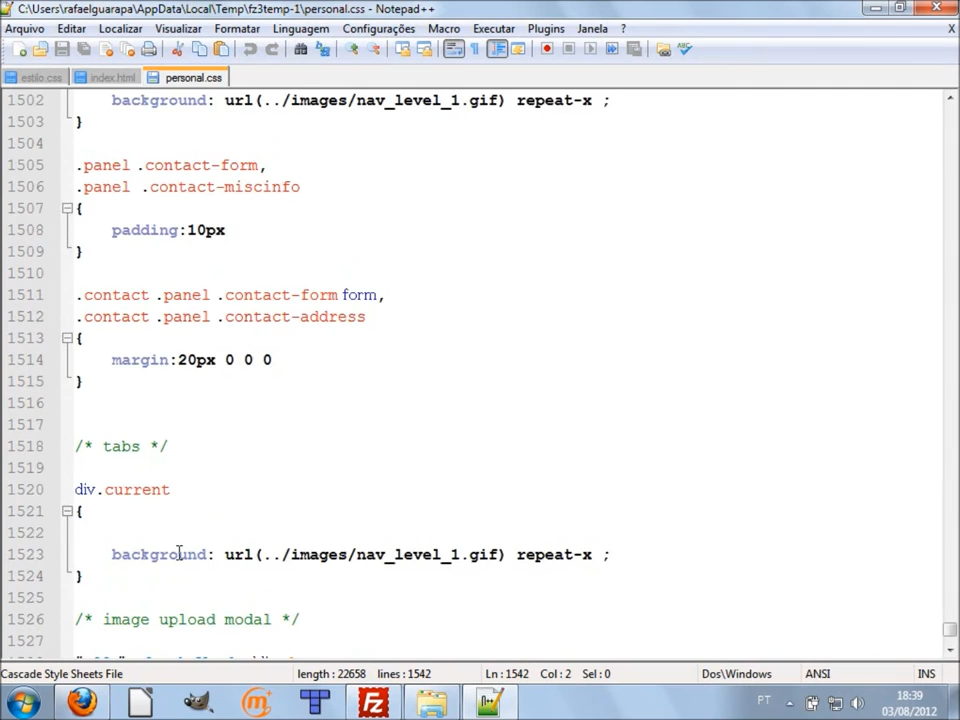 C:\Users\rafaelguarapa\AppData\Local\Temp\fz3temp-1\personal.css - Notepad++
Arquivo Editar Localizar Visualizar Formatar Linguagem Configurações Macro Executar Plugins Janela ? X
estilo.css index.html personal.css
1502 background: url(../images/nav_level_1.gif) repeat-x ;
1503 }
1504
1505 .panel .contact-form,
1506 .panel .contact-miscinfo
1507 {
1508 padding:10px
1509 }
1510
1511 .contact .panel .contact-form form,
1512 .contact .panel .contact-address
1513 {
1514 margin:20px 0 0 0
1515 }
1516
1517
1518 /* tabs */
1519
1520 div.current
1521 {
1522
1523 background: url(../images/nav_level_1.gif) repeat-x ;
1524 }
1525
1526 /* image upload modal */
1527
Cascade Style Sheets File length : 22658 lines : 1542 Ln : 1542 Col : 2 Sel : 0 Dos\Windows ANSI INS
PT 18:39
03/08/2012